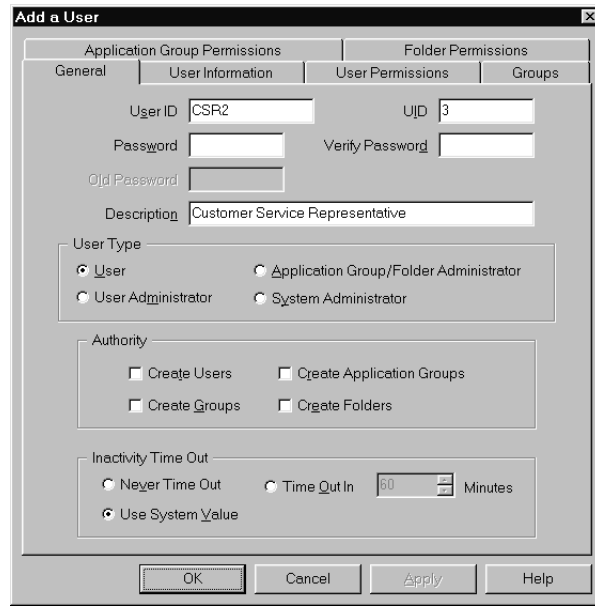 Add a User
Application Group Permissions Folder Permissions
General User Information User Permissions Groups
User ID CSR2 UID 3
Password Verify Password
Old Password
Description Customer Service Representative
User Type
User Application Group/Folder Administrator
User Administrator System Administrator
Authority
Create Users Create Application Groups
Create Groups Create Folders
Inactivity Time Out
Never Time Out Time Out In 60 Minutes
Use System Value
OK Cancel Apply Help